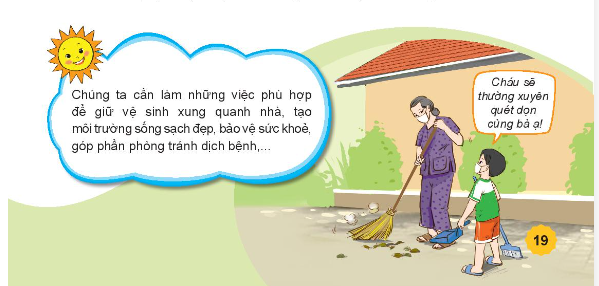 Chúng ta cần làm những việc phù hợp
để giữ vệ sinh xung quanh nhà, tạo
môi trường sống sạch đẹp, bảo vệ sức khoẻ,
góp phần phòng tránh dịch bệnh,...
Cháu sẽ
thường xuyên
quét dọn
cùng bà ạ!
19